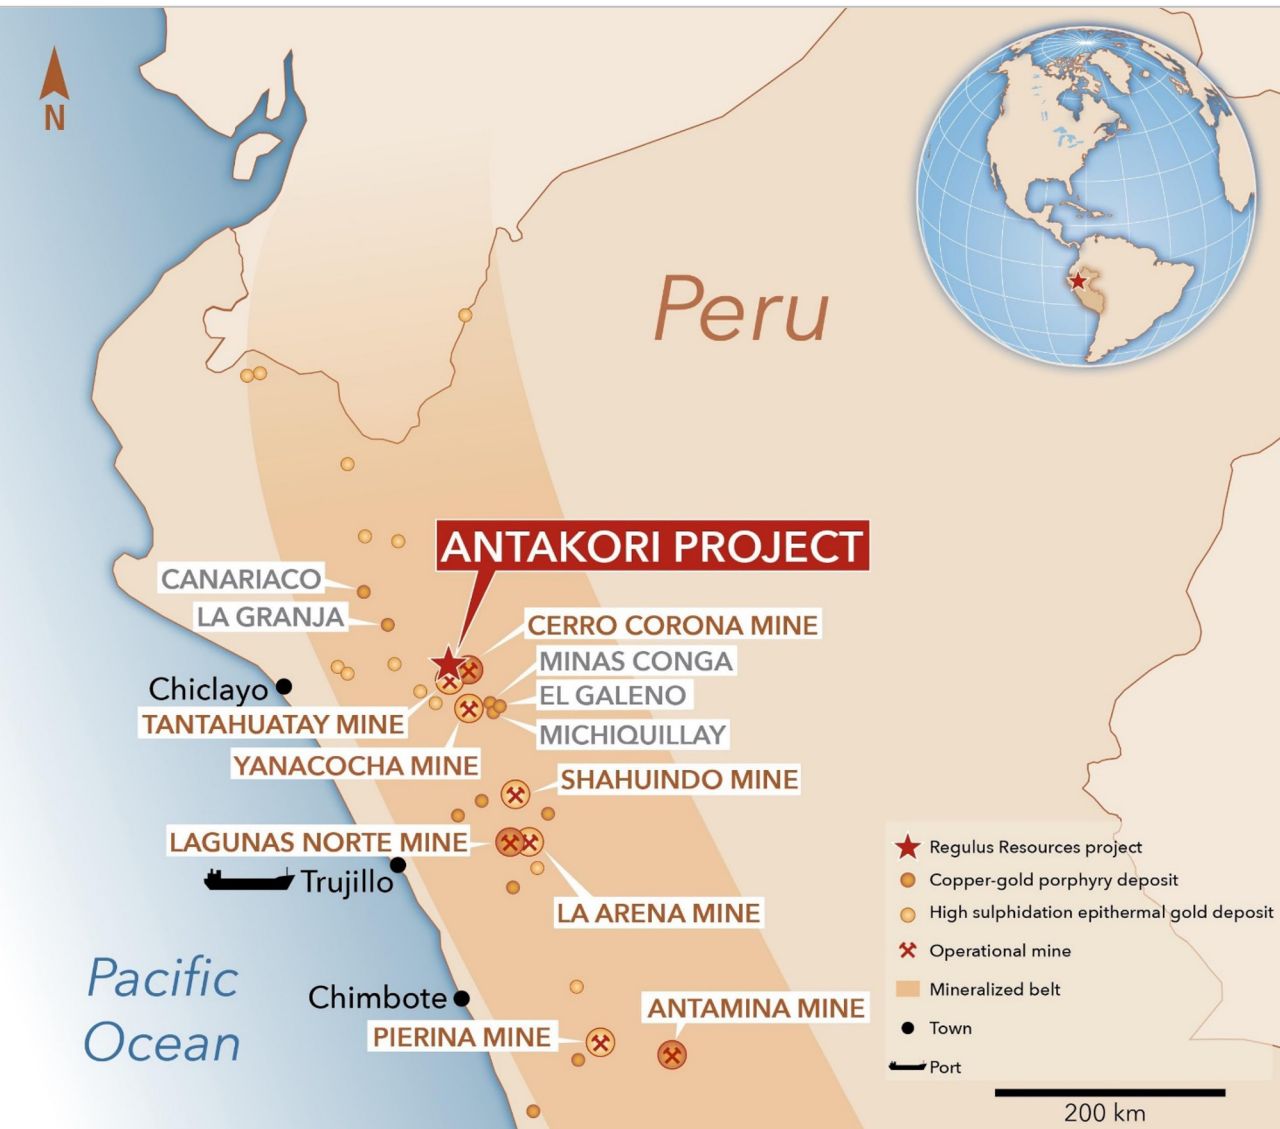 N
Peru
ANTAKORI PROJECT
CANARIACO
LA GRANJA
CERRO CORONA MINE
MINAS CONGA
EL GALENO
MICHIQUILLAY
Chiclayo
TANTAHUATAY MINE
YANACOCHA MINE
SHAHUINDO MINE
LAGUNAS NORTE MINE
Trujillo
LA ARENA MINE
Pacific
Ocean
Chimbote
PIERINA MINE
ANTAMINA MINE
Regulus Resources project
Copper-gold porphyry deposit
High sulphidation epithermal gold deposit
Operational mine
Mineralized belt
Town
Port
200 km